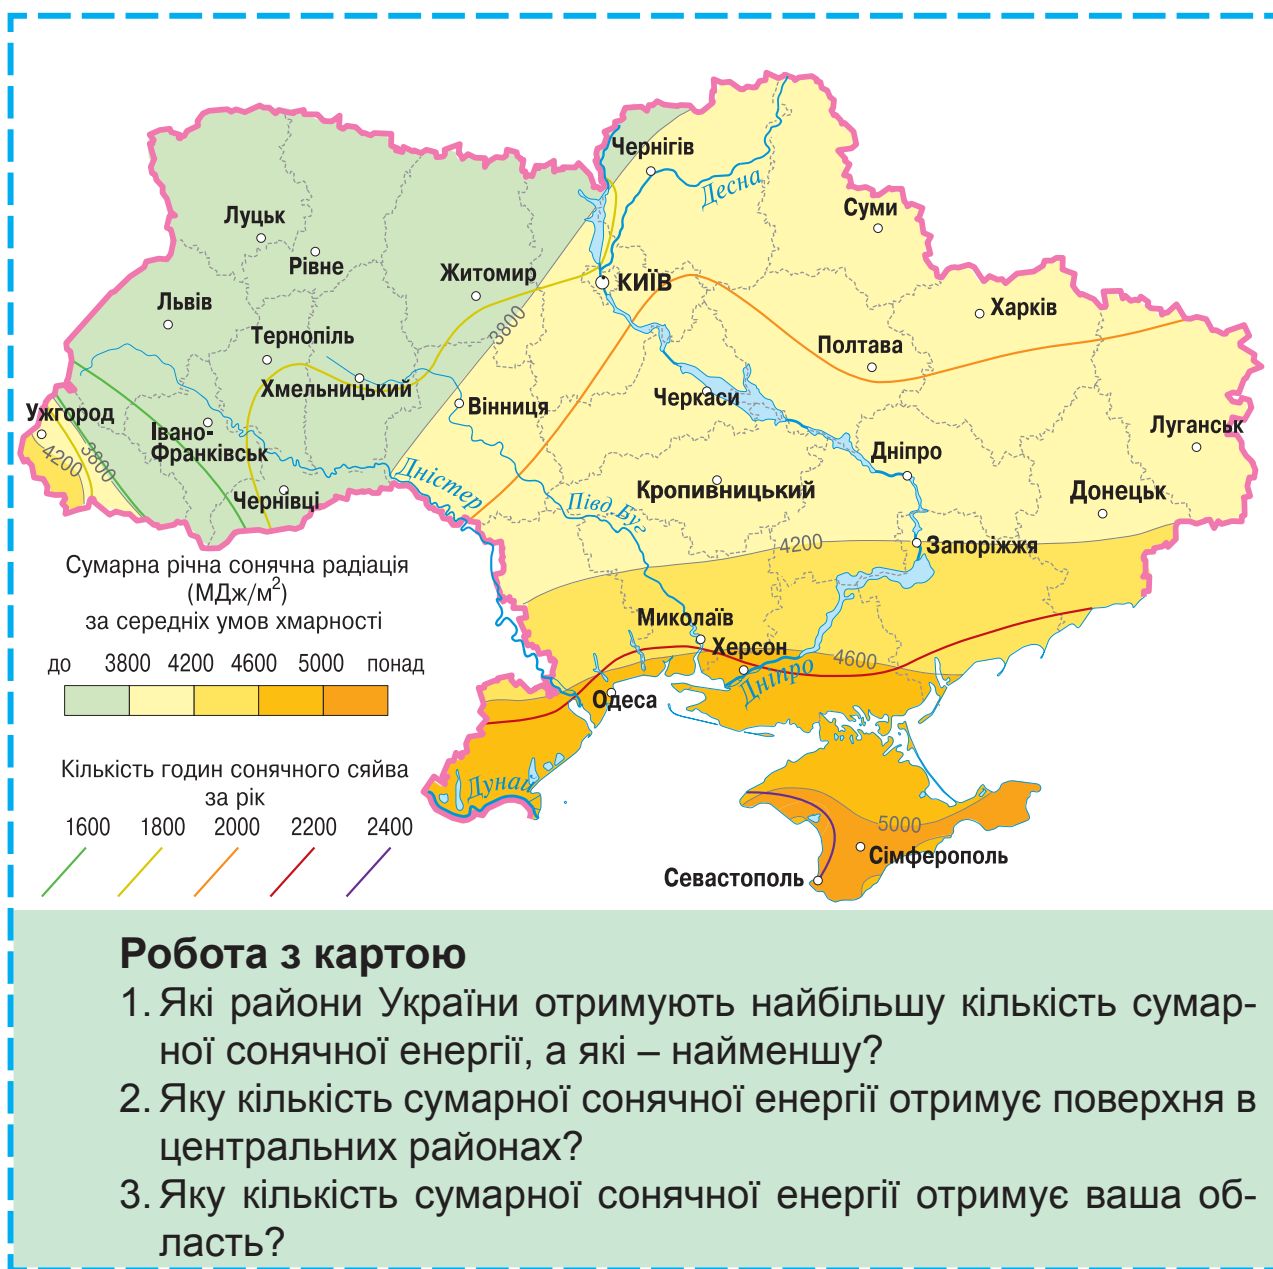 Чернігів
Десна
Суми
Луцьк
Рівне
Житомир
КИЇВ
Львів
Харків
3800
Тернопіль
Полтава
Хмельницький
Черкаси
Вінниця
Ужгород
Івано-
Франківськ
Луганськ
4200
3800
Дніпро
Дністер
Чернівці
Кропивницький
Донецьк
Півд Буг
4200
Запоріжжя
Сумарна річна сонячна радіація
(МДж/м²)
за середніх умов хмарності
Миколаїв
Херсон
4600
до 3800 4200 4600 5000 понад
Дніпро
Одеса
Кількість годин сонячного сяйва
за рік
Дунай
1600 1800 2000 2200 2400
5000
Сімферополь
Севастополь
Робота з картою
1. Які райони України отримують найбільшу кількість сумар-
ної сонячної енергії, а які – найменшу?
2. Яку кількість сумарної сонячної енергії отримує поверхня в
центральних районах?
3. Яку кількість сумарної сонячної енергії отримує ваша об-
ласть?